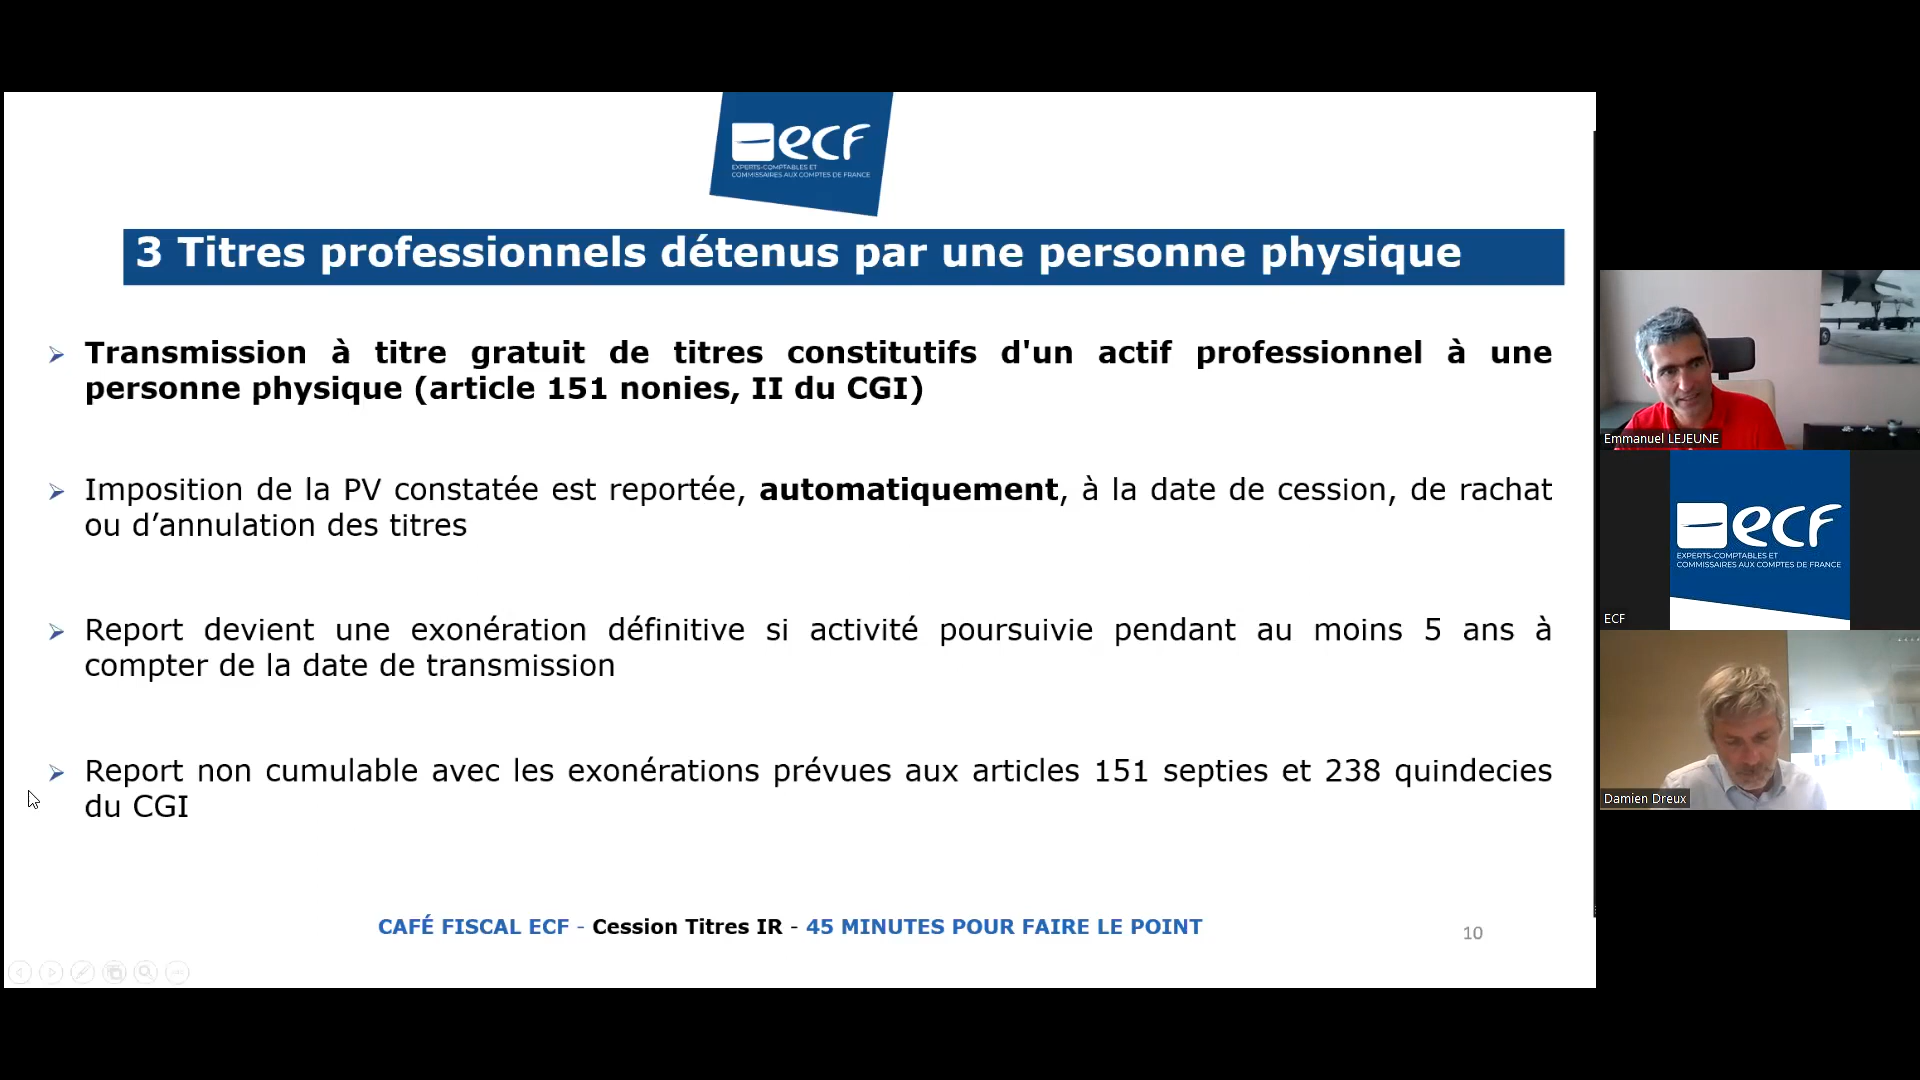 ecf
EXPERTS-COMPTABLES ET
COMMISSAIRES AUX COMPTES DE FRANCE
3 Titres professionnels détenus par une personne physique
Transmission à titre gratuit de titres constitutifs d'un actif professionnel à une
personne physique (article 151 nonies, II du CGI)
Imposition de la PV constatée est reportée, automatiquement, à la date de cession, de rachat
ou d’annulation des titres
Report devient une exonération définitive si activité poursuivie pendant au moins 5 ans à
compter de la date de transmission
Report non cumulable avec les exonérations prévues aux articles 151 septies et 238 quindecies
du CGI
CAFÉ FISCAL ECF - Cession Titres IR - 45 MINUTES POUR FAIRE LE POINT
10
Emmanuel LEJEUNE
ecf
EXPERTS-COMPTABLES ET
COMMISSAIRES AUX COMPTES DE FRANCE
ECF
Damien Dreux